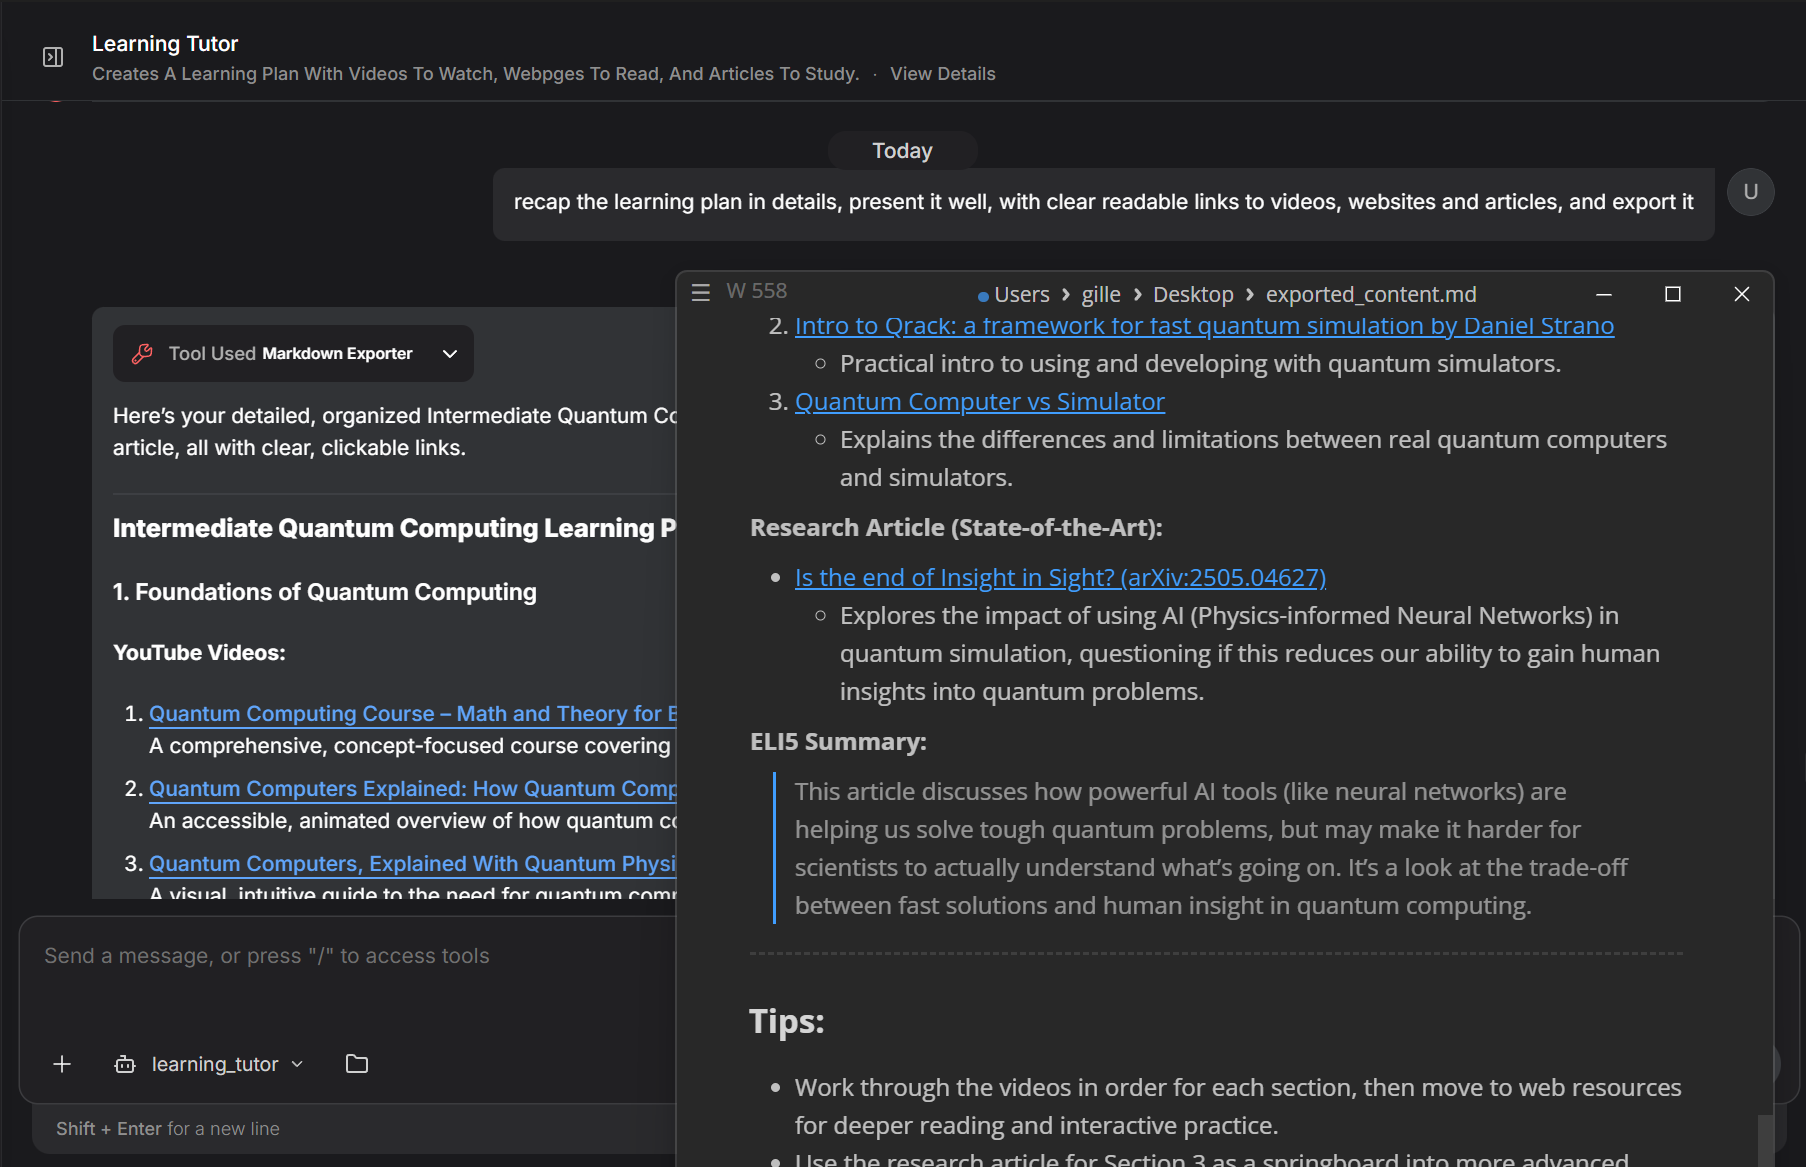 Learning Tutor
Creates A Learning Plan With Videos To Watch, Webpges To Read, And Articles To Study. · View Details
Today
recap the learning plan in details, present it well, with clear readable links to videos, websites and articles, and export it
U
Tool Used Markdown Exporter
Here's your detailed, organized Intermediate Quantum Co
article, all with clear, clickable links.
Intermediate Quantum Computing Learning P
1. Foundations of Quantum Computing
YouTube Videos:
1. Quantum Computing Course – Math and Theory for B
A comprehensive, concept-focused course covering
2. Quantum Computers Explained: How Quantum Comp
An accessible, animated overview of how quantum co
3. Quantum Computers, Explained With Quantum Physi
A visual, intuitive guide to the need for quantum com
Send a message, or press "/" to access tools
learning_tutor
Shift + Enter for a new line
W 558
Users › gille › Desktop › exported_content.md
2. Intro to Qrack: a framework for fast quantum simulation by Daniel Strano
Practical intro to using and developing with quantum simulators.
3. Quantum Computer vs Simulator
Explains the differences and limitations between real quantum computers
and simulators.
Research Article (State-of-the-Art):
Is the end of Insight in Sight? (arXiv:2505.04627)
Explores the impact of using AI (Physics-informed Neural Networks) in
quantum simulation, questioning if this reduces our ability to gain human
insights into quantum problems.
ELI5 Summary:
This article discusses how powerful AI tools (like neural networks) are
helping us solve tough quantum problems, but may make it harder for
scientists to actually understand what's going on. It's a look at the trade-off
between fast solutions and human insight in quantum computing.
Tips:
Work through the videos in order for each section, then move to web resources
for deeper reading and interactive practice.
Use the research article for Section 3 as a springboard into more advanced